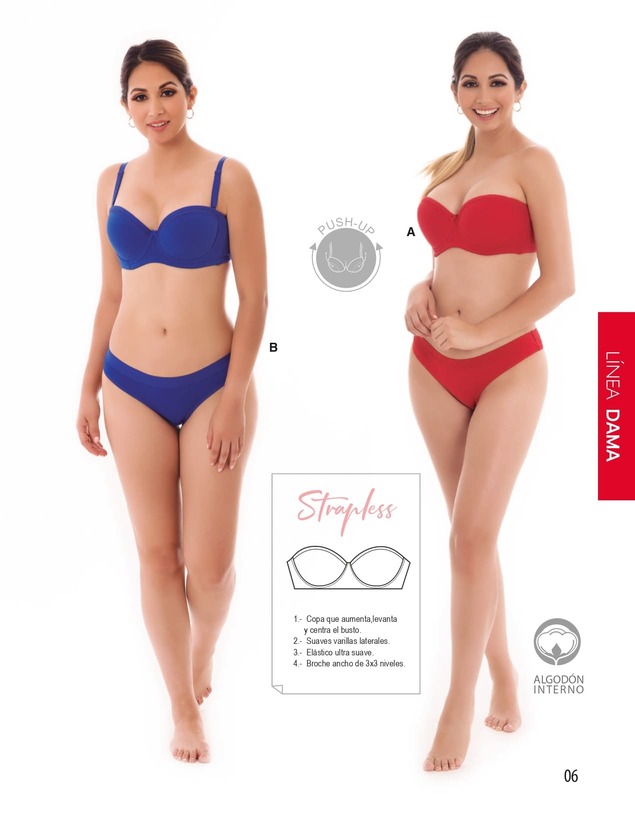 PUSH-UP
A
B
LÍNEA DAMA
Strapless
1.- Copa que aumenta,levanta
y centra el busto.
2.- Suaves varillas laterales.
3.- Elástico ultra suave.
4.- Broche ancho de 3x3 niveles.
ALGODÓN
INTERNO
06